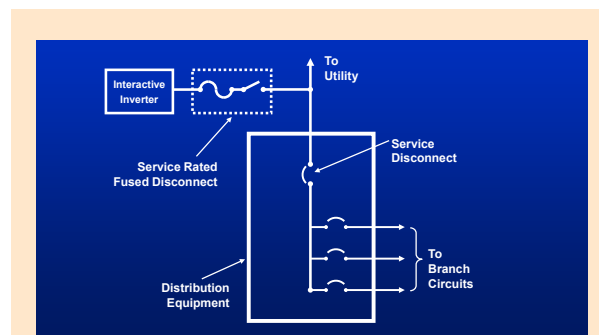 To
Utility
Interactive
Inverter
Service Rated
Fused Disconnect
Service
Disconnect
To
Branch
Circuits
Distribution
Equipment